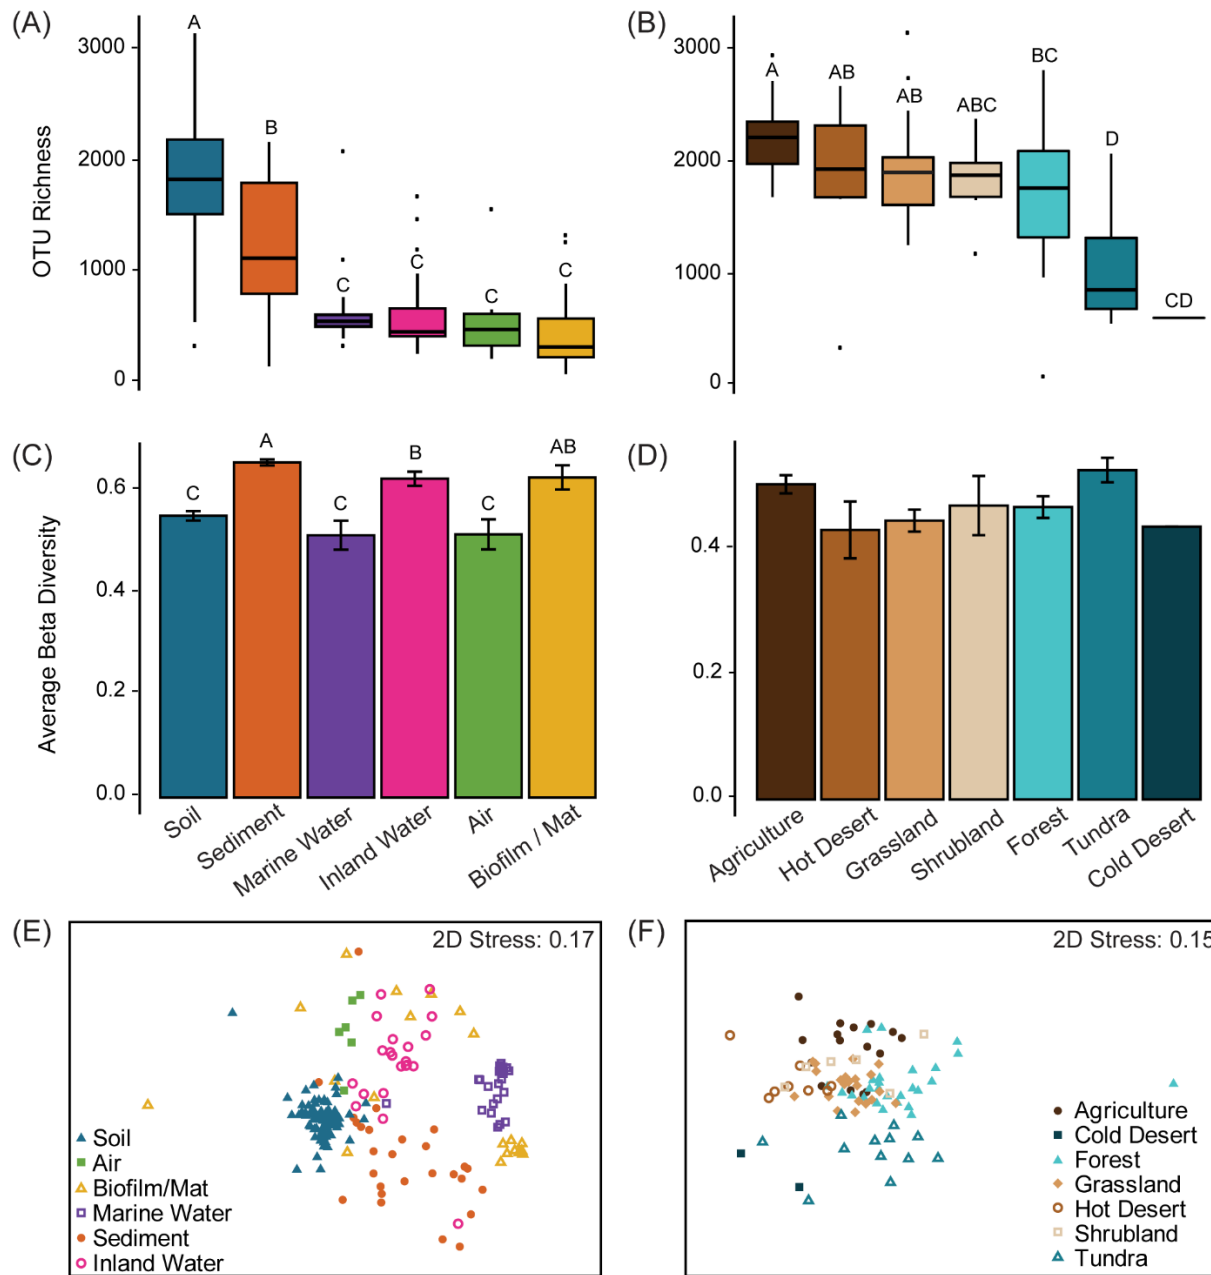 (A)
OTU Richness
3000
2000
1000
0
A
B
C
C
C
C
(B)
3000
2000
1000
0
A
AB
AB
ABC
BC
D
CD
(C)
Average Beta Diversity
0.6
0.4
0.2
0.0
C
A
C
B
C
AB
Soil
Sediment
Marine Water
Inland Water
Air
Biofilm / Mat
(D)
0.4
0.2
0.0
Agriculture
Hot Desert
Grassland
Shrubland
Forest
Tundra
Cold Desert
(E)
2D Stress: 0.17
Soil
Air
Biofilm/Mat
Marine Water
Sediment
Inland Water
(F)
2D Stress: 0.15
Agriculture
Cold Desert
Forest
Grassland
Hot Desert
Shrubland
Tundra